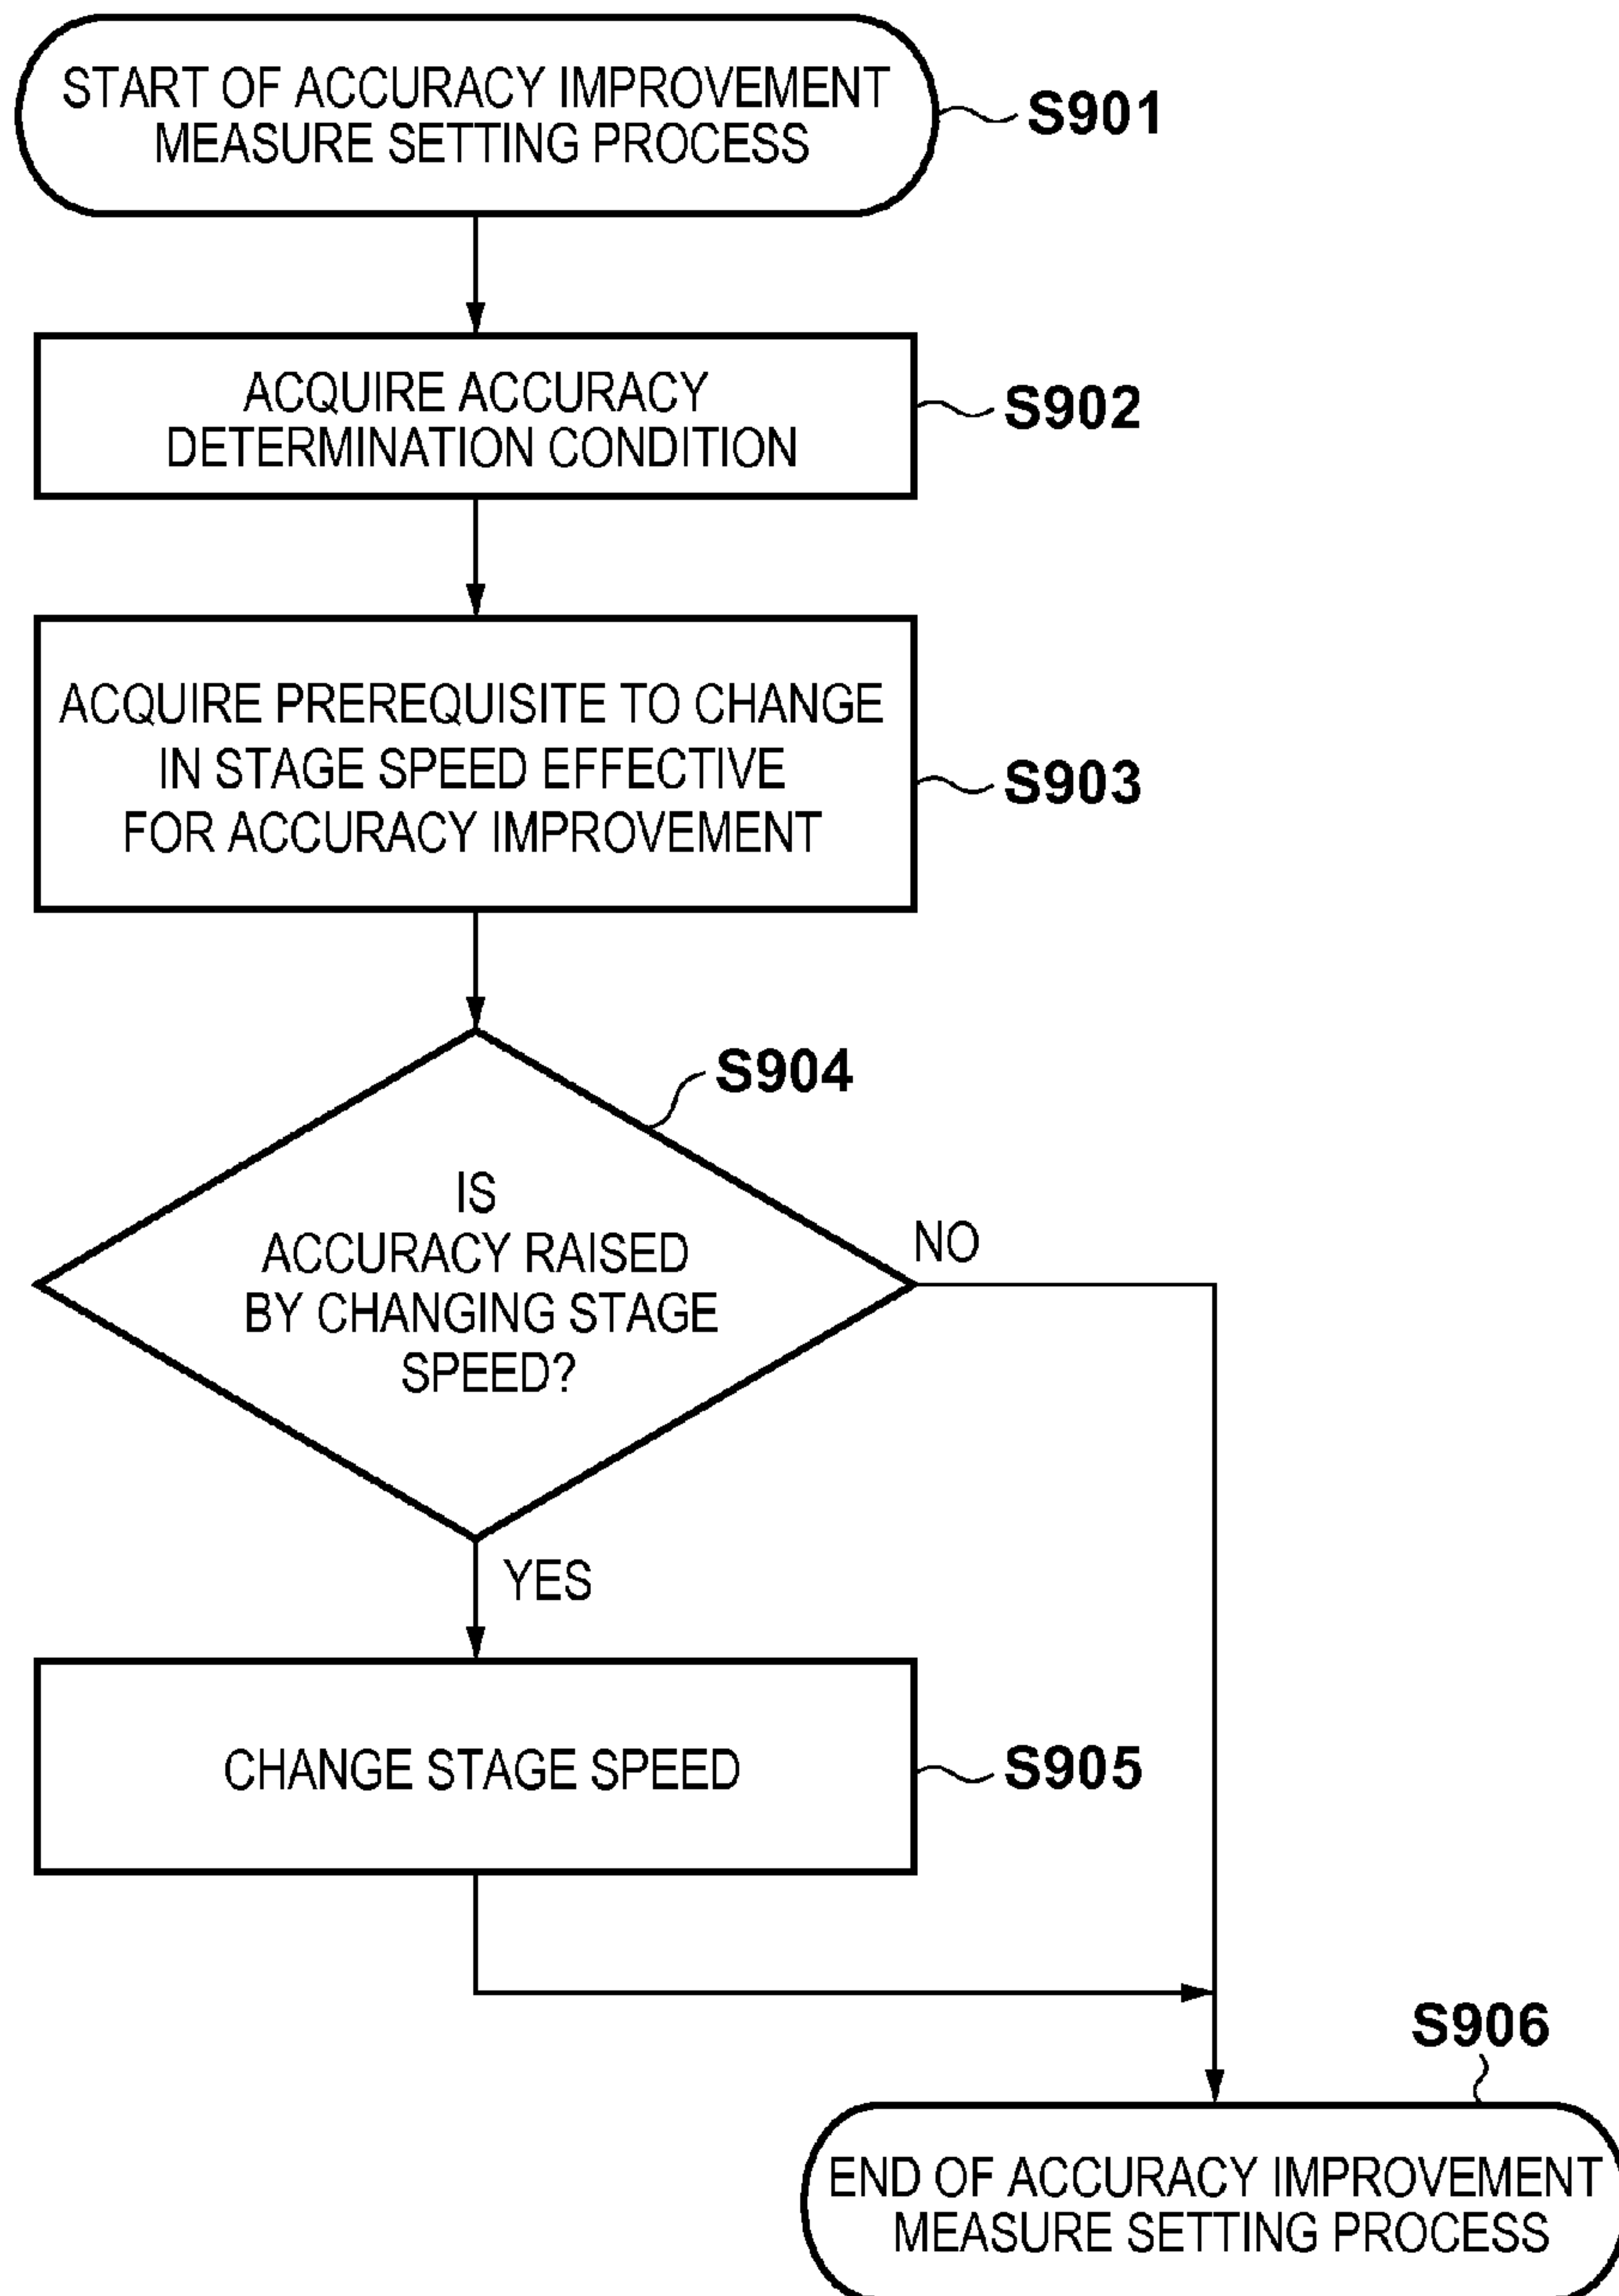 START OF ACCURACY IMPROVEMENT
MEASURE SETTING PROCESS
S901
ACQUIRE ACCURACY
DETERMINATION CONDITION
S902
ACQUIRE PREREQUISITE TO CHANGE
IN STAGE SPEED EFFECTIVE
FOR ACCURACY IMPROVEMENT
S903
S904
IS
ACCURACY RAISED
BY CHANGING STAGE
SPEED?
NO
YES
CHANGE STAGE SPEED
S905
S906
END OF ACCURACY IMPROVEMENT
MEASURE SETTING PROCESS